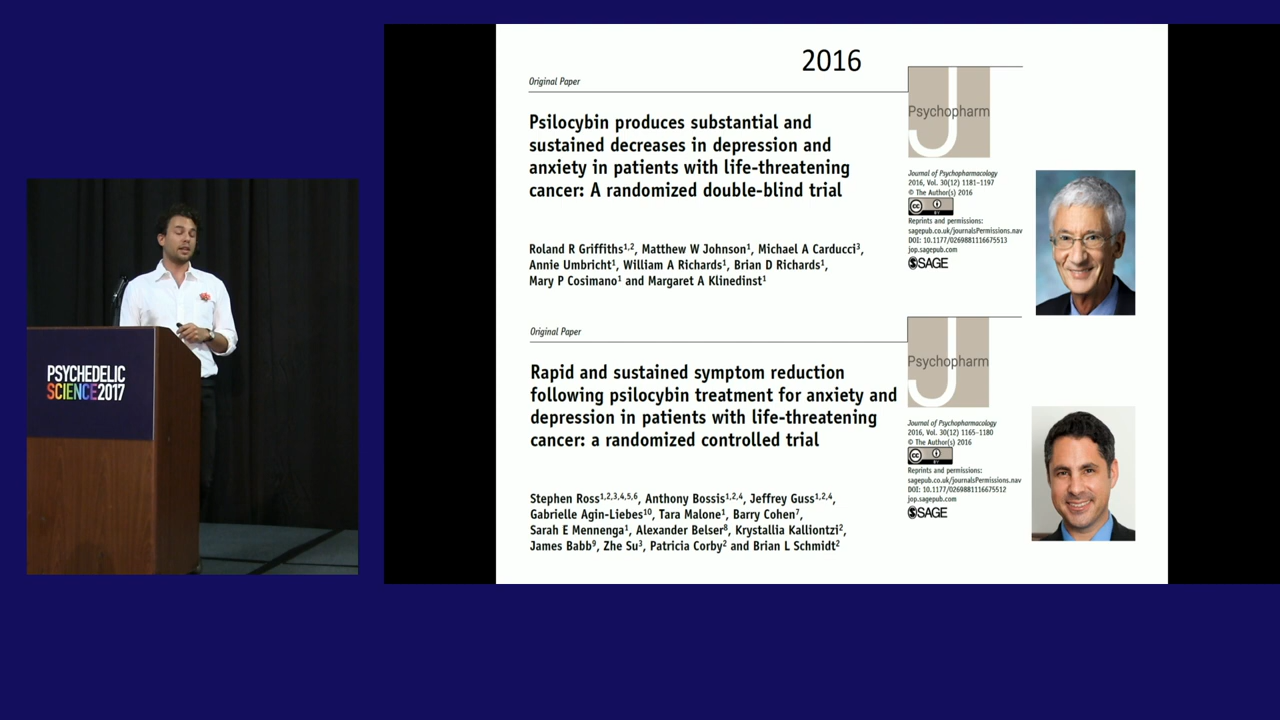 PSYCHEDELIC
SCIENCE2017
2016
Original Paper
Psilocybin produces substantial and
sustained decreases in depression and
anxiety in patients with life-threatening
cancer: A randomized double-blind trial
Roland R Griffiths1,2, Matthew W Johnson1, Michael A Carducci3,
Annie Umbricht1, William A Richards1, Brian D Richards1,
Mary P Cosimano1 and Margaret A Klinedinst1
J
Psychopharm
Journal of Psychopharmacology
2016, Vol. 30(12) 1181–1197
© The Author(s) 2016
cc BY
Reprints and permissions:
sagepub.co.uk/journalsPermissions.nav
DOI: 10.1177/0269881116675513
jop.sagepub.com
SAGE
Original Paper
Rapid and sustained symptom reduction
following psilocybin treatment for anxiety and
depression in patients with life-threatening
cancer: a randomized controlled trial
Stephen Ross1,2,3,4,5,6, Anthony Bossis1,2,4, Jeffrey Guss1,2,4,
Gabrielle Agin-Liebes10, Tara Malone1, Barry Cohen7,
Sarah E Mennenga1, Alexander Belser8, Krystallia Kalliontzi2,
James Babb9, Zhe Su3, Patricia Corby2 and Brian L Schmidt2
J
Psychopharm
Journal of Psychopharmacology
2016, Vol. 30(12) 1165–1180
© The Author(s) 2016
cc BY
Reprints and permissions:
sagepub.co.uk/journalsPermissions.nav
DOI: 10.1177/0269881116675512
jop.sagepub.com
SAGE